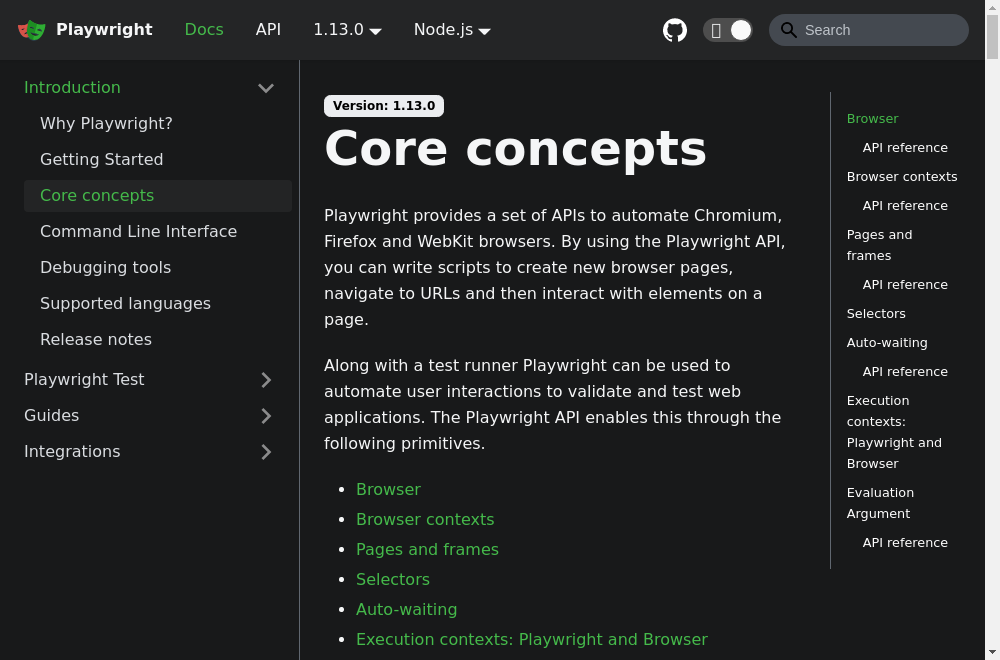 Playwright
Docs
API
1.13.0
Node.js
Search
Introduction
Why Playwright?
Getting Started
Core concepts
Command Line Interface
Debugging tools
Supported languages
Release notes
Playwright Test
Guides
Integrations
Version: 1.13.0
Core concepts
Playwright provides a set of APIs to automate Chromium,
Firefox and WebKit browsers. By using the Playwright API,
you can write scripts to create new browser pages,
navigate to URLs and then interact with elements on a
page.
Along with a test runner Playwright can be used to
automate user interactions to validate and test web
applications. The Playwright API enables this through the
following primitives.
Browser
Browser contexts
Pages and frames
Selectors
Auto-waiting
Execution contexts: Playwright and Browser
Browser
API reference
Browser contexts
API reference
Pages and
frames
API reference
Selectors
Auto-waiting
API reference
Execution
contexts:
Playwright and
Browser
Evaluation
Argument
API reference